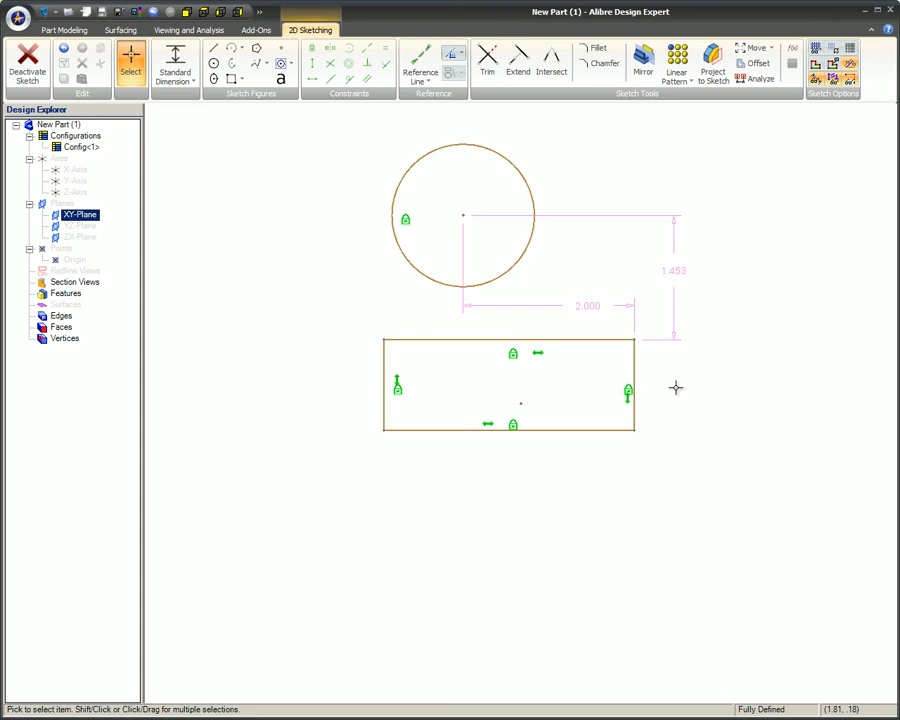 New Part (1) - Alibre Design Expert
»
Part Modeling
Surfacing
Viewing and Analysis
Add-Ons
2D Sketching
Deactivate
Sketch
Edit
Select
Standard
Dimension
a
Sketch Figures
Constraints
Reference
Line
Reference
Trim
Extend
Intersect
Fillet
Chamfer
Mirror
Linear
Pattern
Project
to Sketch
Move
Offset
Analyze
f(x)
Sketch Tools
Sketch Options
Design Explorer
New Part (1)
Configurations
Config<1>
Axes
X-Axis
Y-Axis
Z-Axis
Planes
XY-Plane
YZ-Plane
ZX-Plane
Points
Origin
Redline Views
Section Views
Features
Surfaces
Edges
Faces
Vertices
1.453
2.000
Pick to select item. Shift/Click or Click/Drag for multiple selections.
Fully Defined
(1.81, .18)